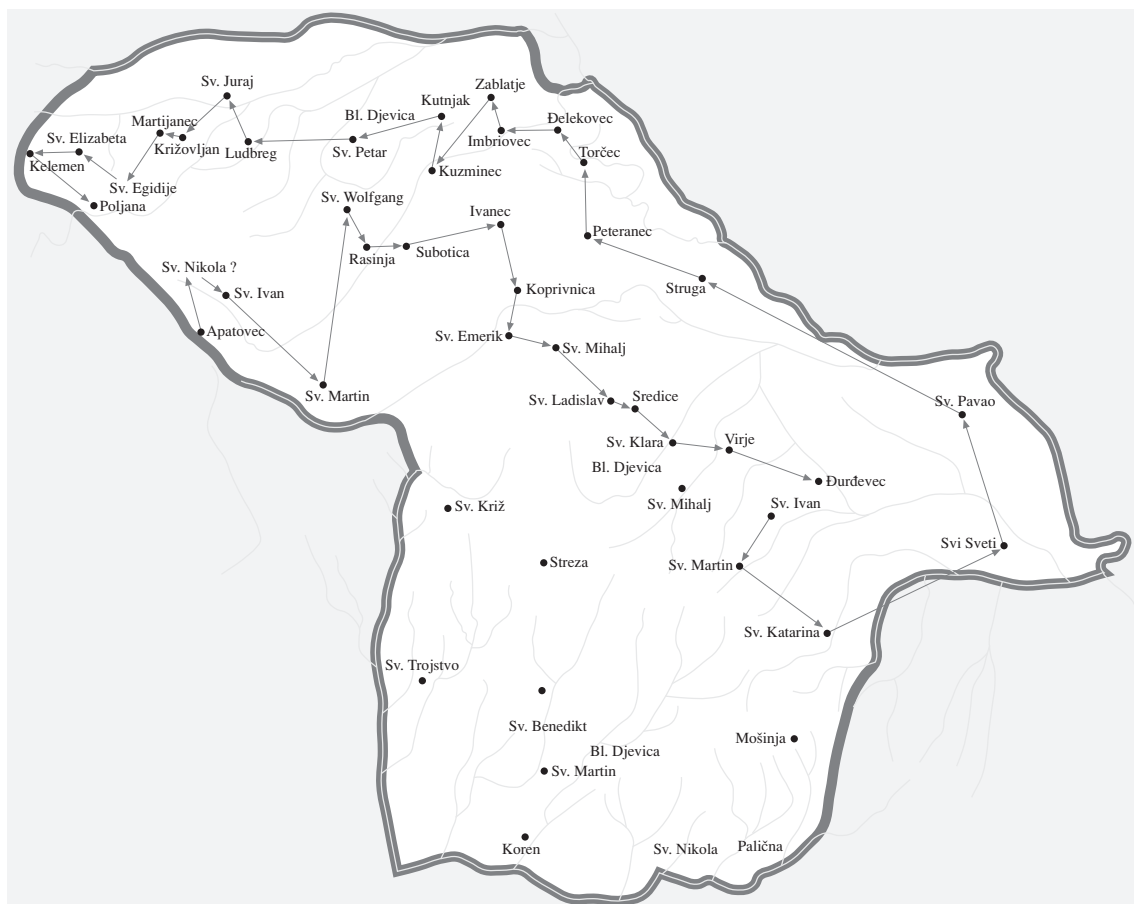 Sv. Juraj
Zablatje
Kutnjak
Bl. Djevica
Martijanec
Đelekovec
Sv. Elizabeta
Križovljan
Ludbreg
Sv. Petar
Imbriovec
Torčec
Kelemen
Kuzminec
Sv. Egidije
Poljana
Sv. Wolfgang
Ivanec
Peteranec
Rasinja
Subotica
Sv. Nikola ?
Sv. Ivan
Koprivnica
Struga
Apatovec
Sv. Emerik
Sv. Mihalj
Sv. Martin
Sv. Ladislav
Sredice
Sv. Pavao
Sv. Klara
Virje
Bl. Djevica
Đurđevec
Sv. Križ
Sv. Mihalj
Sv. Ivan
Svi Sveti
Streza
Sv. Martin
Sv. Katarina
Sv. Trojstvo
Sv. Benedikt
Mošinja
Bl. Djevica
Sv. Martin
Koren
Sv. Nikola
Palična